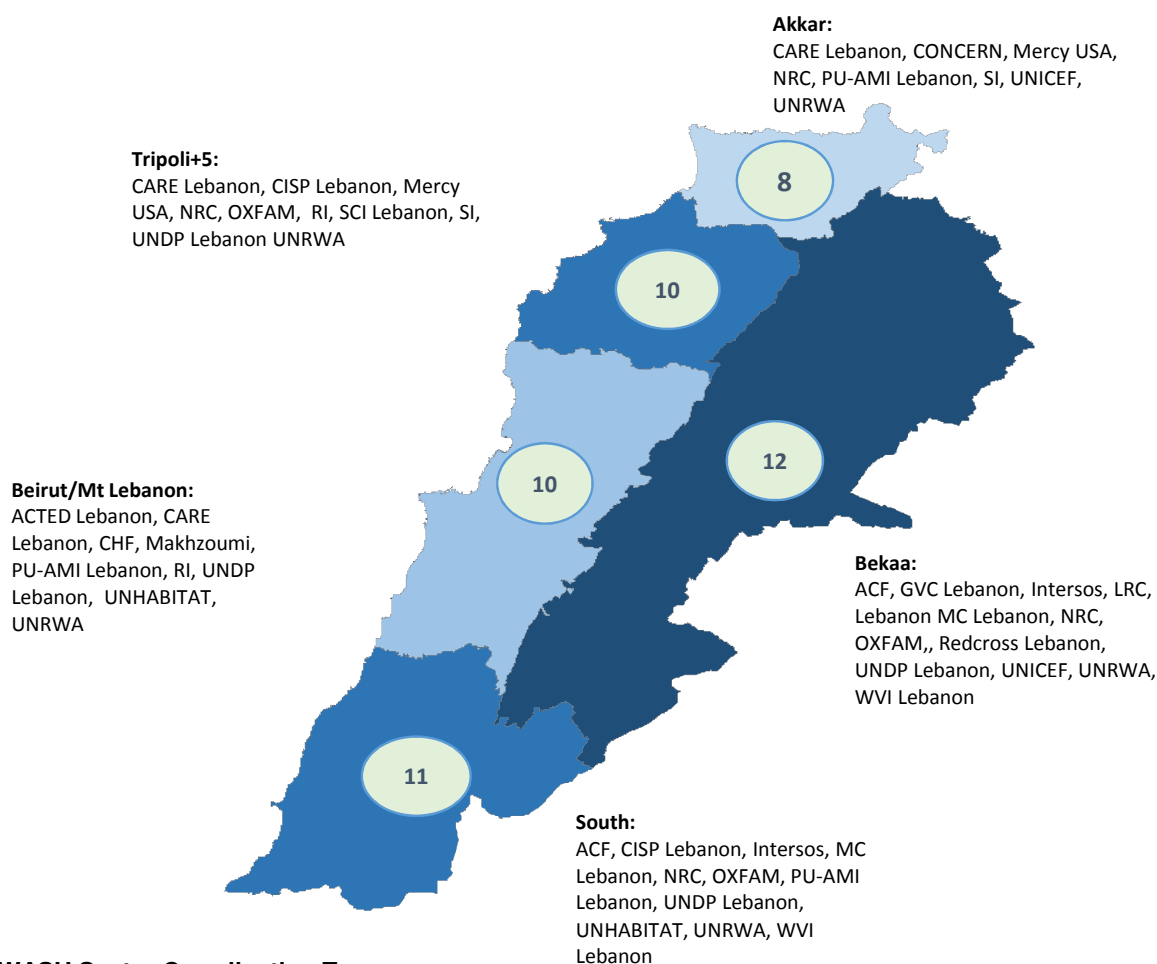 Akkar:
CARE Lebanon, CONCERN, Mercy USA,
NRC, PU-AMI Lebanon, SI, UNICEF,
UNRWA
Tripoli+5:
CARE Lebanon, CISP Lebanon, Mercy
USA, NRC, OXFAM, RI, SCI Lebanon, SI,
UNDP Lebanon UNRWA
8
10
12
10
Beirut/Mt Lebanon:
ACTED Lebanon, CARE
Lebanon, CHF, Makhzoumi,
PU-AMI Lebanon, RI, UNDP
Lebanon, UNHABITAT,
UNRWA
Bekaa:
ACF, GVC Lebanon, Intersos, LRC,
Lebanon MC Lebanon, NRC,
OXFAM,, Redcross Lebanon,
UNDP Lebanon, UNICEF, UNRWA,
WVI Lebanon
11
South:
ACF, CISP Lebanon, Intersos, MC
Lebanon, NRC, OXFAM, PU-AMI
Lebanon, UNDP Lebanon,
UNHABITAT, UNRWA, WVI
Lebanon